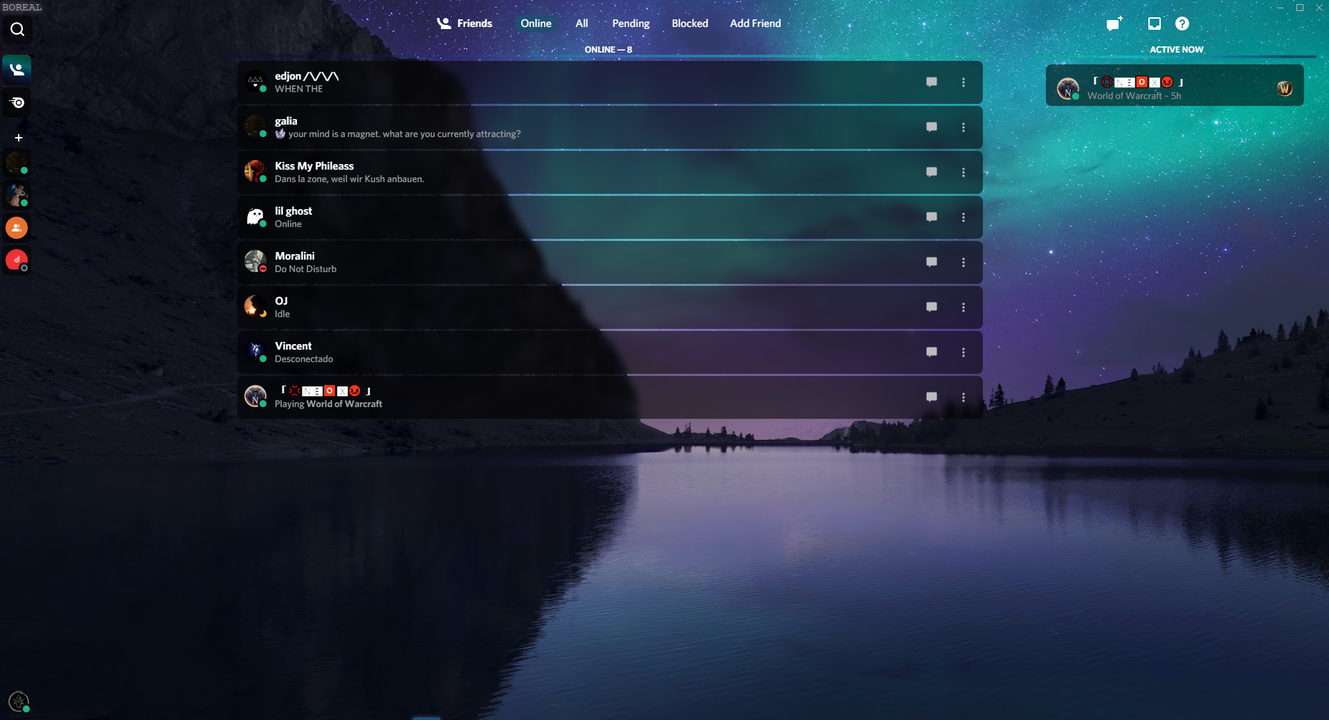 BOREAL
Friends
Online
All
Pending
Blocked
Add Friend
ONLINE — 8
ACTIVE NOW
edjon /\/\/\/\
WHEN THE
galia
your mind is a magnet. what are you currently attracting?
Kiss My Phileass
Dans la zone, weil wir Kush anbauen.
lil ghost
Online
Moralini
Do Not Disturb
OJ
Idle
Vincent
Desconectado
「 N E O X 」
Playing World of Warcraft
「 N E O X 」
World of Warcraft - 5h